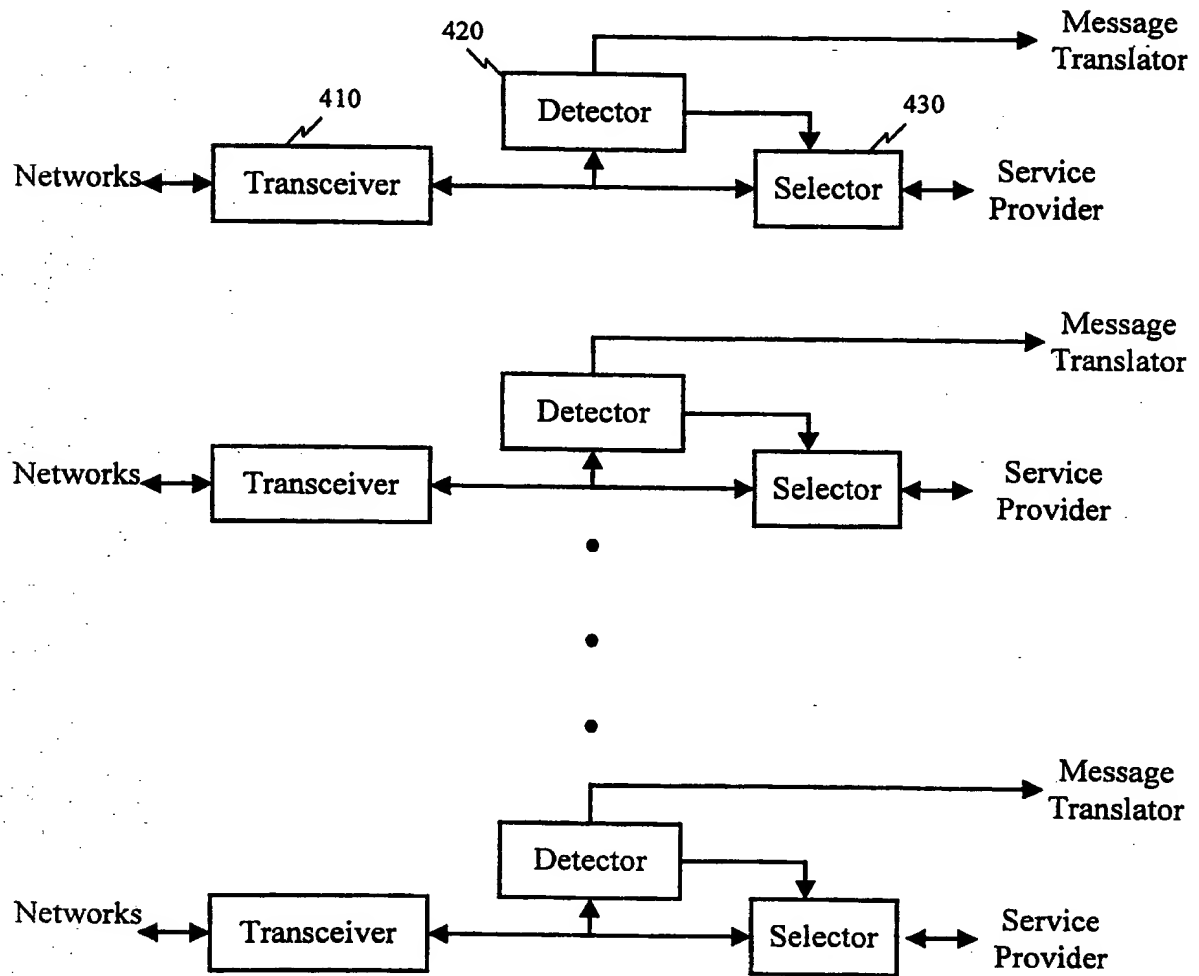 Message
Translator
420
Detector
410
430
Networks
Transceiver
Selector
Service
Provider
Message
Translator
Detector
Networks
Transceiver
Selector
Service
Provider
Message
Translator
Detector
Networks
Transceiver
Selector
Service
Provider